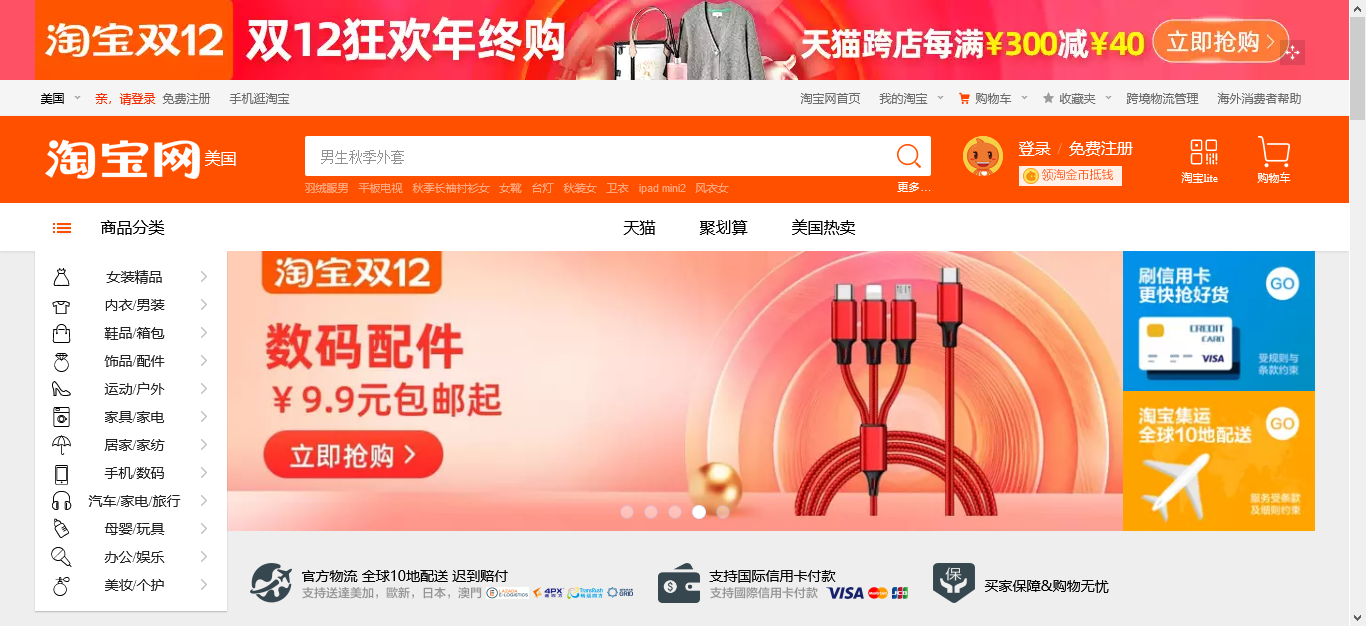 淘宝双12
双12狂欢年终购
天猫跨店每满¥300减¥40
立即抢购
美国 亲，请登录 免费注册 手机逛淘宝
淘宝网首页 我的淘宝 购物车 收藏夹 跨境物流管理 海外消费者帮助
淘宝网 美国
男生秋季外套
羽绒服男 平板电视 秋季长袖衬衫女 女靴 台灯 秋装女 卫衣 ipad mini2 风衣女 更多...
登录 / 免费注册
领淘金币抵钱
淘宝lite
购物车
商品分类
天猫 聚划算 美国热卖
女装精品
内衣/男装
鞋品/箱包
饰品/配件
运动/户外
家具/家电
居家/家纺
手机/数码
汽车/家电/旅行
母婴/玩具
办公/娱乐
美妆/个护
淘宝双12
数码配件
￥9.9元包邮起
立即抢购
刷信用卡
更快抢好货
GO
CREDIT
CARD
VISA
受规则与
条款约束
淘宝集运
全球10地配送
GO
服务受条款
及细则约束
官方物流 全球10地配送 迟到赔付
支持送達美加，歐新，日本，澳門 LAZADA E-LOGISTICS 4PX
支持国际信用卡付款
支持國際信用卡付款 VISA MasterCard JCB
保
买家保障&购物无忧